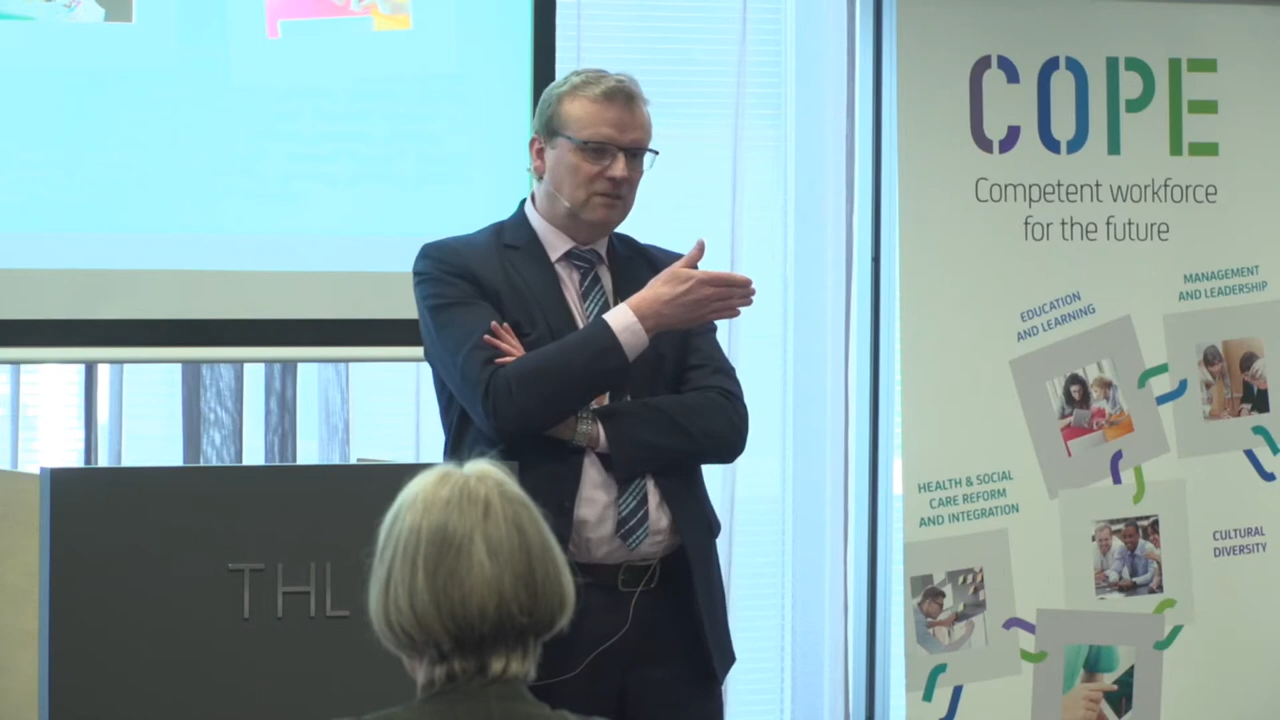 COPE
Competent workforce
for the future
MANAGEMENT
AND LEADERSHIP
EDUCATION
AND LEARNING
HEALTH & SOCIAL
CARE REFORM
AND INTEGRATION
CULTURAL
DIVERSITY
THL